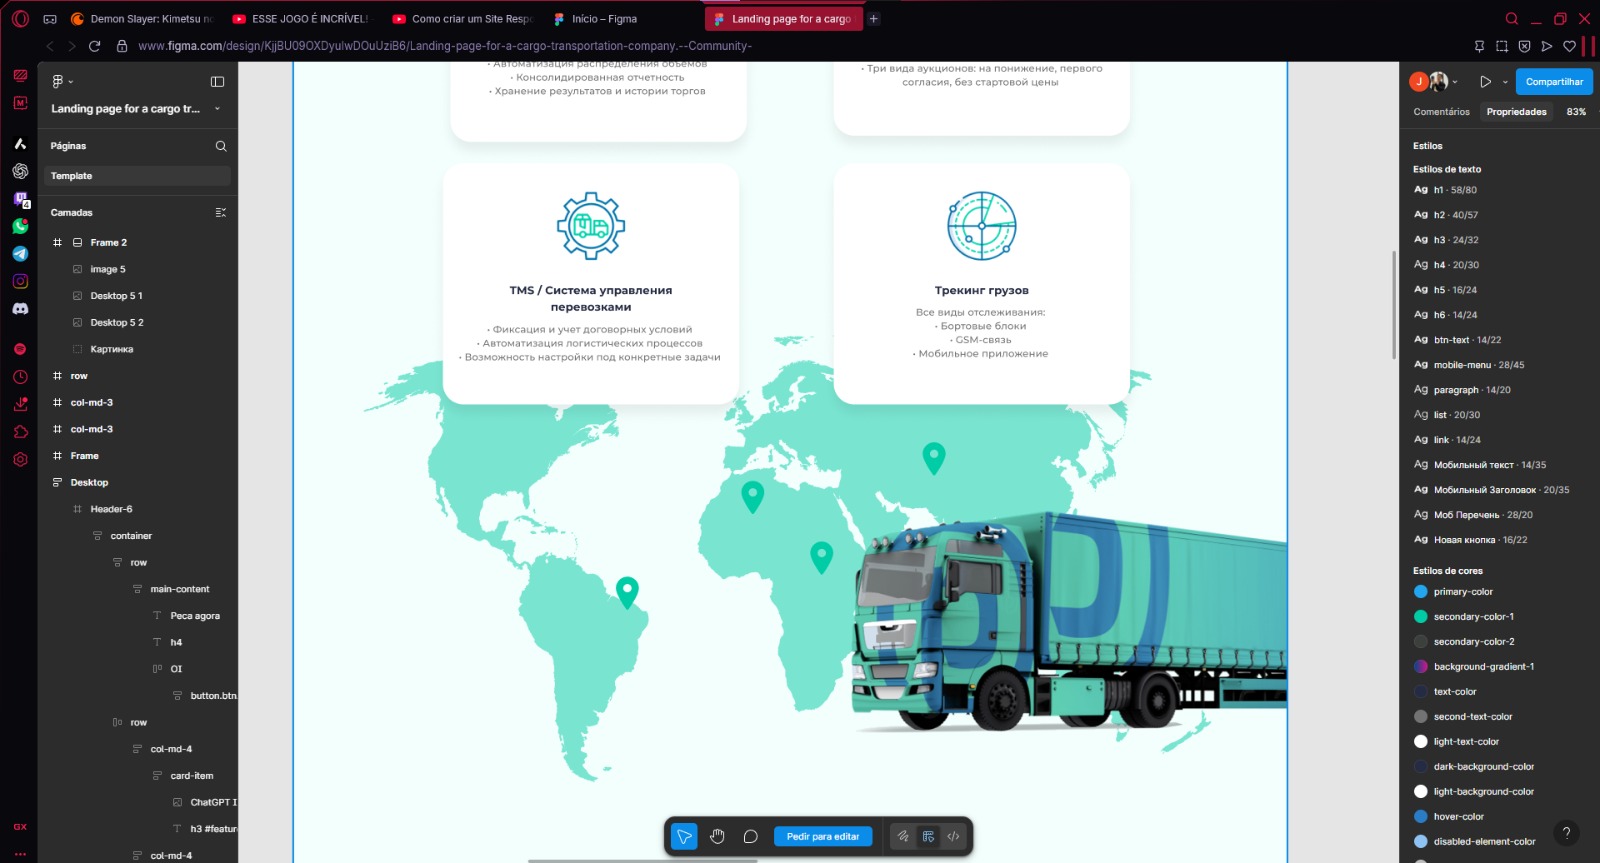 Demon Slayer: Kimetsu no
ESSE JOGO É INCRÍVEL!
Como criar um Site Respo
Início – Figma
Landing page for a cargo
www.figma.com/design/KjjBU09OXDyulwDOuUziB6/Landing-page-for-a-cargo-transportation-company.--Community-
Landing page for a cargo tr...
Páginas
Template
Camadas
Frame 2
image 5
Desktop 5 1
Desktop 5 2
Картинка
row
col-md-3
col-md-3
Frame
Desktop
Header-6
container
row
main-content
Peca agora
h4
OI
button.btn
row
col-md-4
card-item
ChatGPT I
h3 #featur
col-md-4
4
GX
• Автоматизация распределения объемов
• Консолидированная отчетность
• Хранение результатов и истории торгов
• Три вида аукционов: на понижение, первого
согласия, без стартовой цены
TMS / Система управления
перевозками
• Фиксация и учет договорных условий
• Автоматизация логистических процессов
• Возможность настройки под конкретные задачи
Трекинг грузов
Все виды отслеживания:
• Бортовые блоки
• GSM-связь
• Мобильное приложение
Pedir para editar
J
Compartilhar
Comentários
Propriedades
83%
Estilos
Estilos de texto
Ag h1 · 58/80
Ag h2 · 40/57
Ag h3 · 24/32
Ag h4 · 20/30
Ag h5 · 16/24
Ag h6 · 14/24
Ag btn-text · 14/22
Ag mobile-menu · 28/45
Ag paragraph · 14/20
Ag list · 20/30
Ag link · 14/24
Ag Мобильный текст · 14/35
Ag Мобильный Заголовок · 20/35
Ag Моб Перечень · 28/20
Ag Новая кнопка · 16/22
Estilos de cores
primary-color
secondary-color-1
secondary-color-2
background-gradient-1
text-color
second-text-color
light-text-color
dark-background-color
light-background-color
hover-color
disabled-element-color
?